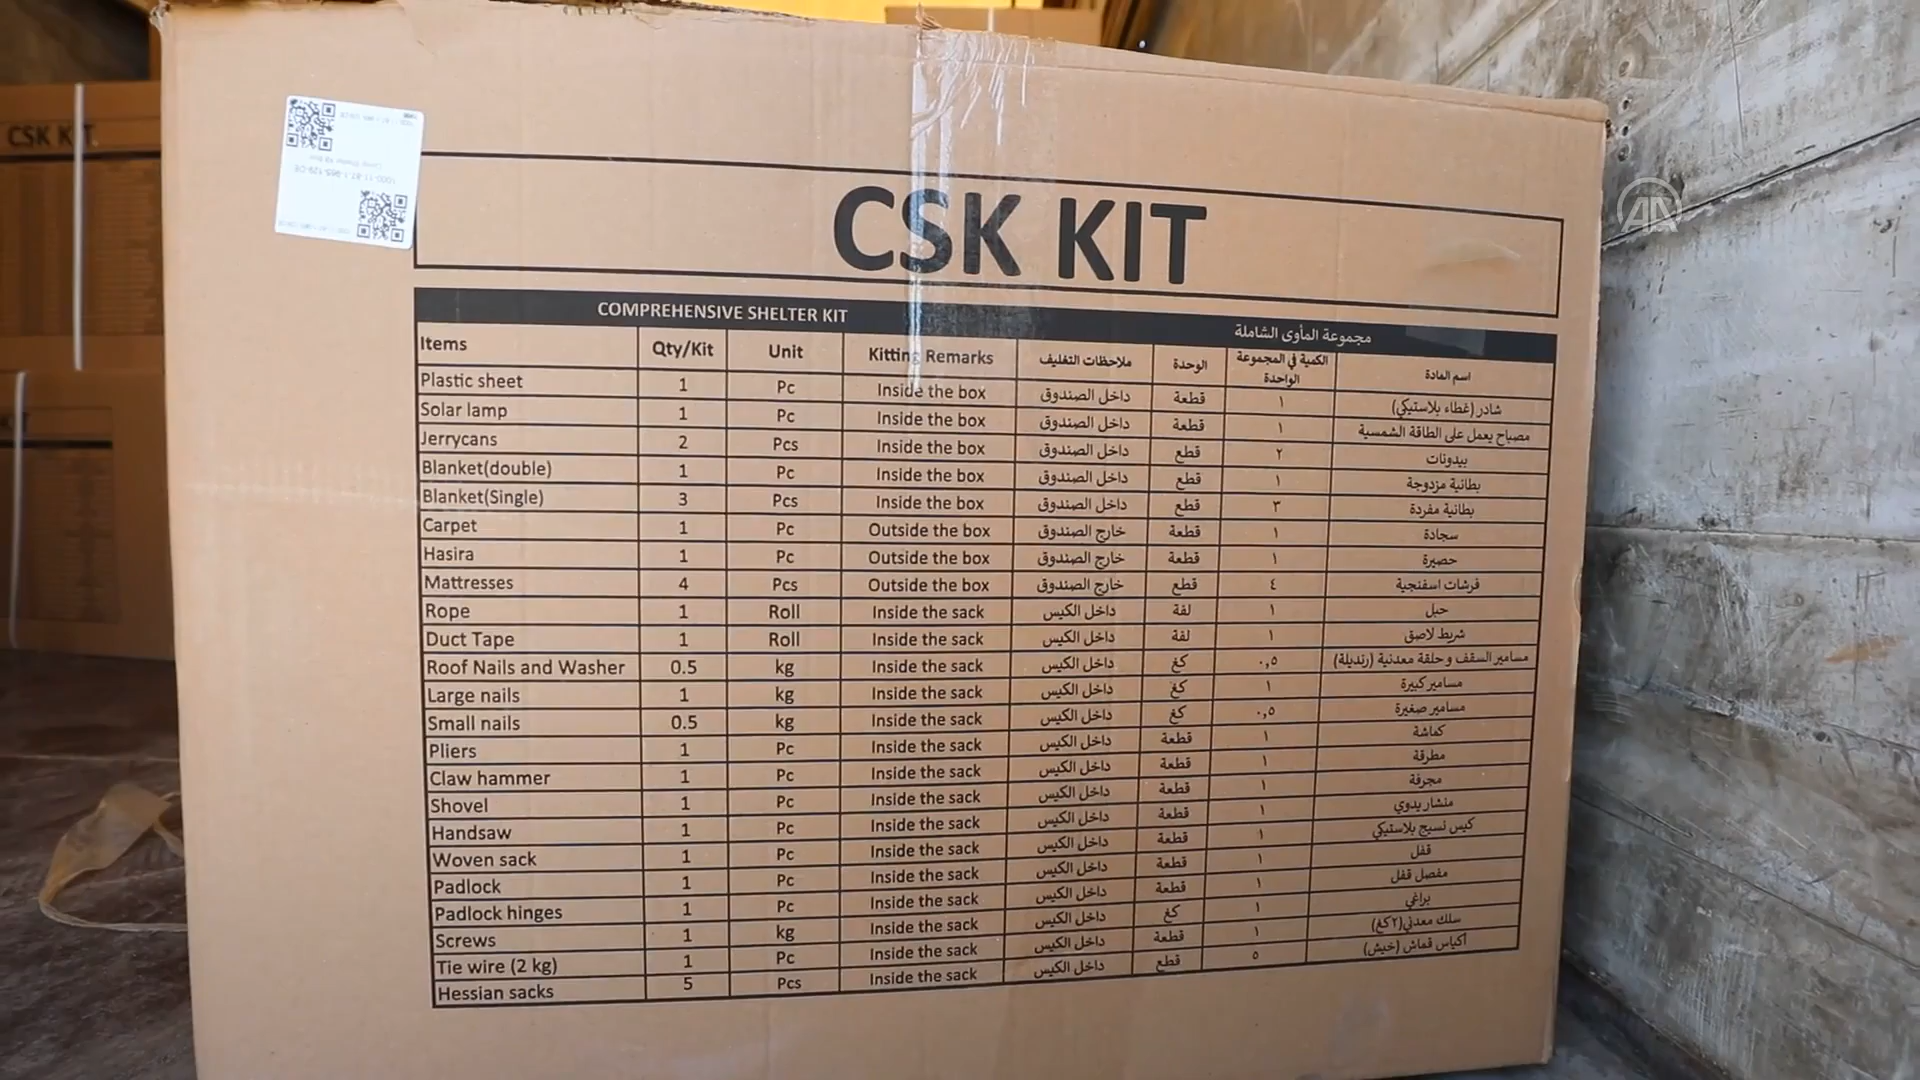 CSK KIT
1000-11-87-1-965-129-CIE
CSK KIT
COMPREHENSIVE SHELTER KIT مجموعة المأوى الشاملة
Items Qty/Kit Unit Kitting Remarks ملاحظات التغليف الوحدة الكمية في المجموعة الواحدة اسم المادة
Plastic sheet 1 Pc Inside the box داخل الصندوق قطعة ١ شادر (غطاء بلاستيكي)
Solar lamp 1 Pc Inside the box داخل الصندوق قطعة ١ مصباح يعمل على الطاقة الشمسية
Jerrycans 2 Pcs Inside the box داخل الصندوق قطع ٢ بيدونات
Blanket(double) 1 Pc Inside the box داخل الصندوق قطع ١ بطانية مزدوجة
Blanket(Single) 3 Pcs Inside the box داخل الصندوق قطع ٣ بطانية مفردة
Carpet 1 Pc Outside the box خارج الصندوق قطعة ١ سجادة
Hasira 1 Pc Outside the box خارج الصندوق قطعة ١ حصيرة
Mattresses 4 Pcs Outside the box خارج الصندوق قطع ٤ فرشات اسفنجية
Rope 1 Roll Inside the sack داخل الكيس لفة ١ حبل
Duct Tape 1 Roll Inside the sack داخل الكيس لفة ١ شريط لاصق
Roof Nails and Washer 0.5 kg Inside the sack داخل الكيس كغ ٠,٥ مسامير السقف وحلقة معدنية (رنديلة)
Large nails 1 kg Inside the sack داخل الكيس كغ ١ مسامير كبيرة
Small nails 0.5 kg Inside the sack داخل الكيس كغ ٠,٥ مسامير صغيرة
Pliers 1 Pc Inside the sack داخل الكيس قطعة ١ كماشة
Claw hammer 1 Pc Inside the sack داخل الكيس قطعة ١ مطرقة
Shovel 1 Pc Inside the sack داخل الكيس قطعة ١ مجرفة
Handsaw 1 Pc Inside the sack داخل الكيس قطعة ١ منشار يدوي
Woven sack 1 Pc Inside the sack داخل الكيس قطعة ١ كيس نسيج بلاستيكي
Padlock 1 Pc Inside the sack داخل الكيس قطعة ١ قفل
Padlock hinges 1 Pc Inside the sack داخل الكيس قطعة ١ مفصل قفل
Screws 1 kg Inside the sack داخل الكيس كغ ١ براغي
Tie wire (2 kg) 1 Pc Inside the sack داخل الكيس قطعة ١ سلك معدني(٢كغ)
Hessian sacks 5 Pcs Inside the sack داخل الكيس قطع ٥ أكياس قماش (خيش)
AA